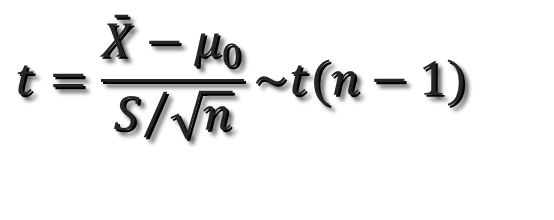 t = (X̄ − μ₀) / (S/√n) ~t(n − 1)